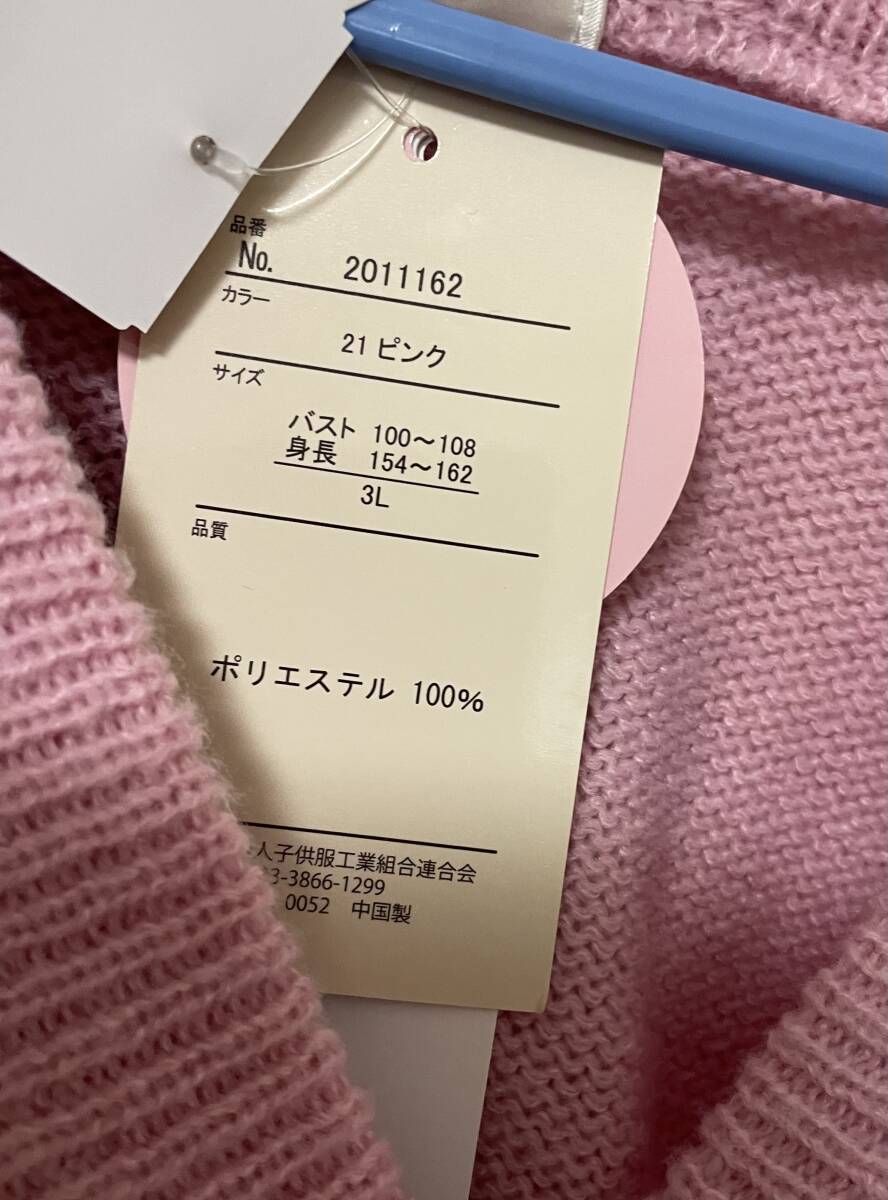 品番
No. 2011162
カラー
21 ピンク
サイズ
バスト 100～108
身長 154～162
3L
品質
ポリエステル 100%
人子供服工業組合連合会
3-3866-1299
0052 中国製